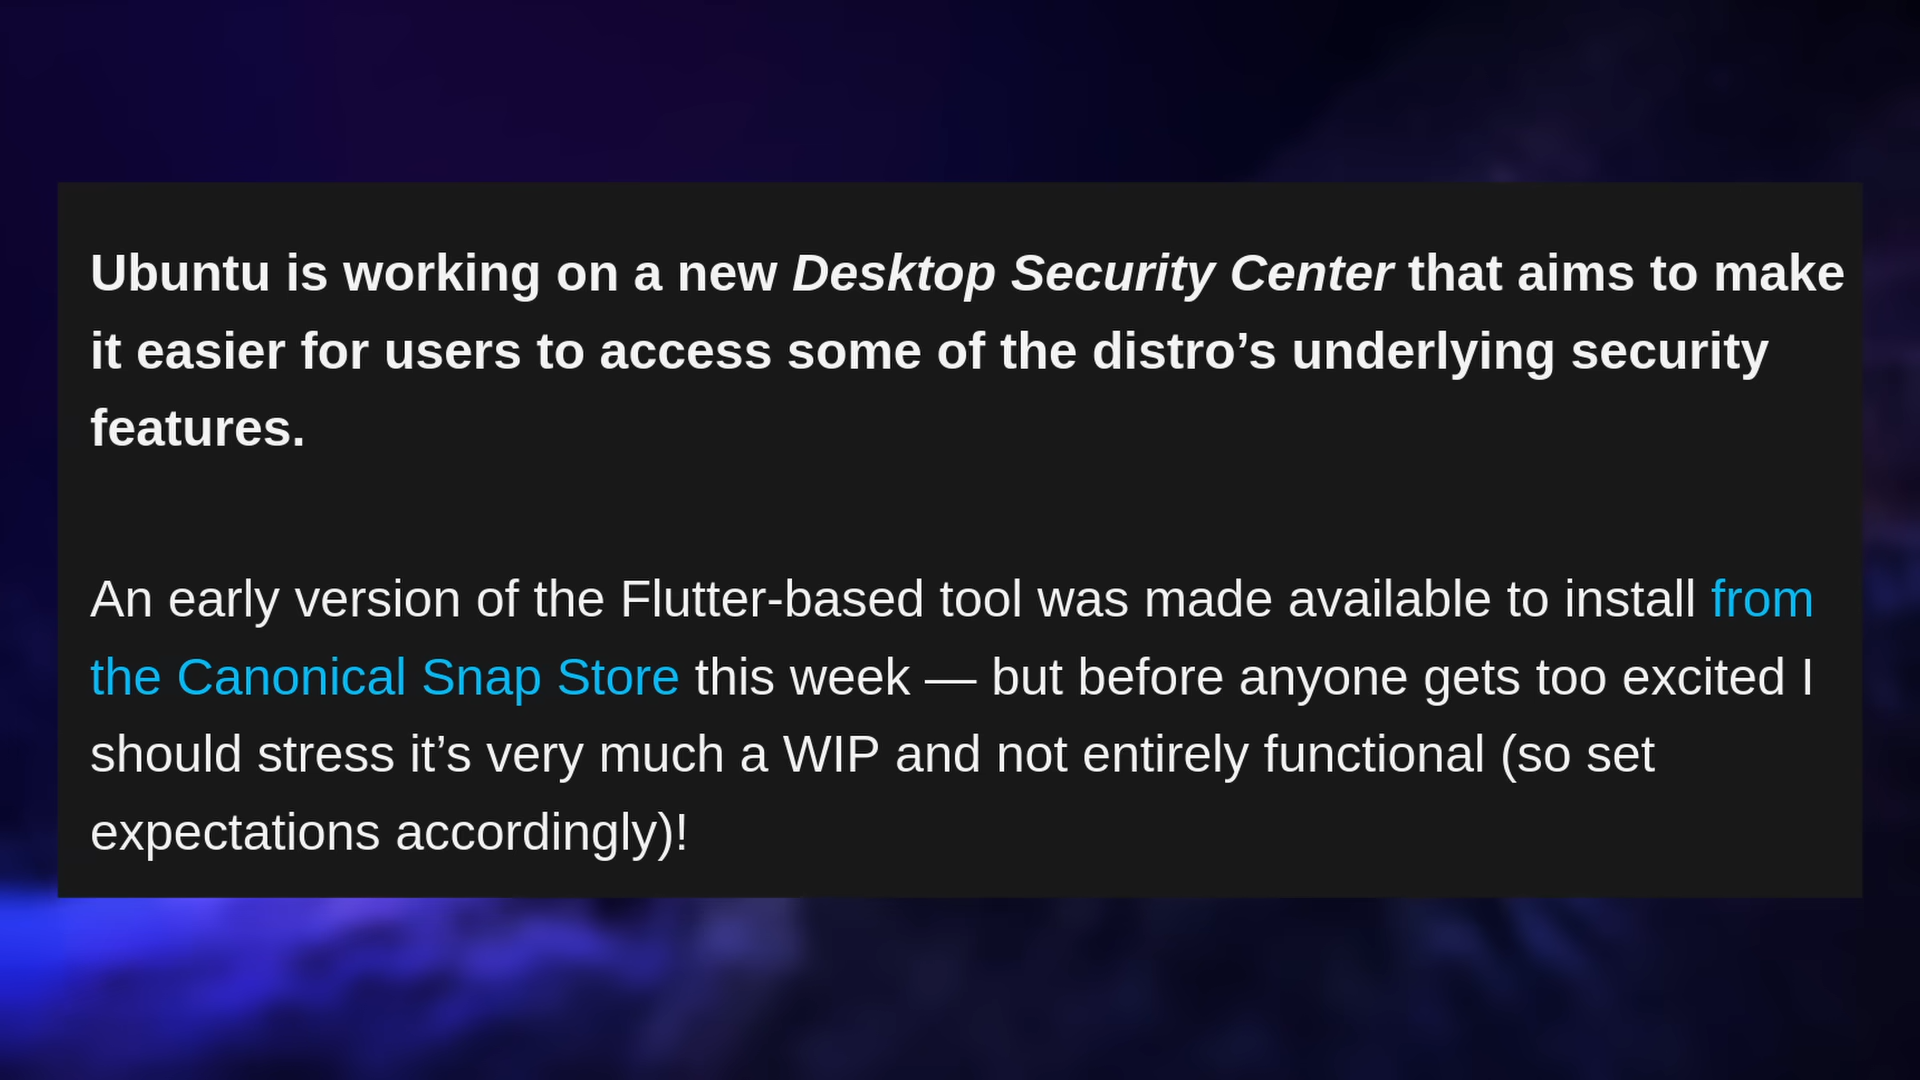 Ubuntu is working on a new Desktop Security Center that aims to make
it easier for users to access some of the distro’s underlying security
features.
An early version of the Flutter-based tool was made available to install from
the Canonical Snap Store this week — but before anyone gets too excited I
should stress it’s very much a WIP and not entirely functional (so set
expectations accordingly)!